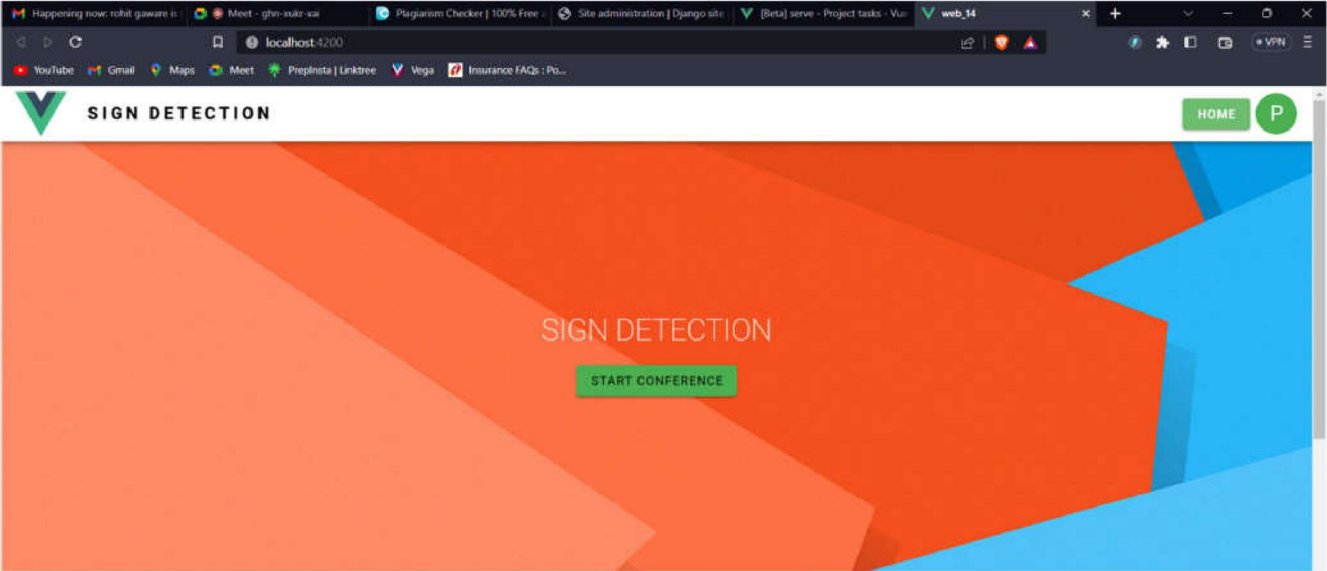 Happening now: rohit gaware is
Meet - ghn-xukr-xai
Plagiarism Checker | 100% Free
Site administration | Django site
[Beta] serve - Project tasks - Vue
web_14
localhost:4200
VPN
YouTube
Gmail
Maps
Meet
PrepInsta | Linktree
Vega
Insurance FAQs : Po...
SIGN DETECTION
HOME
P
SIGN DETECTION
START CONFERENCE